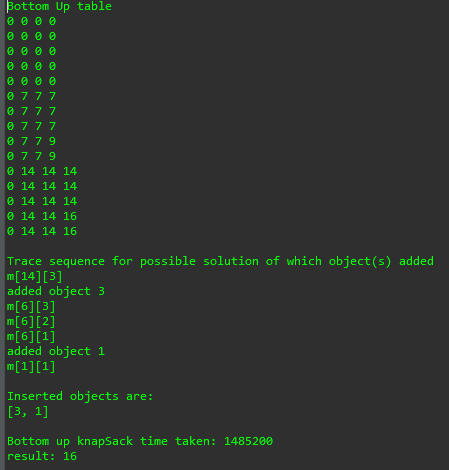 Bottom Up table
0 0 0 0
0 0 0 0
0 0 0 0
0 0 0 0
0 0 0 0
0 7 7 7
0 7 7 7
0 7 7 7
0 7 7 9
0 7 7 9
0 14 14 14
0 14 14 14
0 14 14 14
0 14 14 16
0 14 14 16
Trace sequence for possible solution of which object(s) added
m[14][3]
added object 3
m[6][3]
m[6][2]
m[6][1]
added object 1
m[1][1]
Inserted objects are:
[3, 1]
Bottom up knapSack time taken: 1485200
result: 16